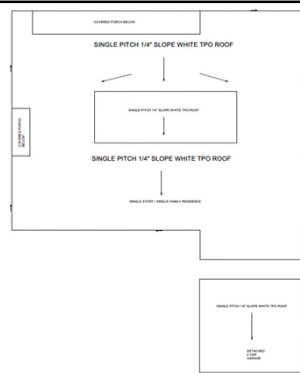 COVERED PORCH BELOW
SINGLE PITCH 1/4" SLOPE WHITE TPO ROOF
SINGLE PITCH 1/4" SLOPE WHITE TPO ROOF
COVERED PORCH
BELOW
SINGLE PITCH 1/4" SLOPE WHITE TPO ROOF
SINGLE STORY / SINGLE FAMILY RESIDENCE
SINGLE PITCH 1/4" SLOPE WHITE TPO ROOF
DETACHED
2 CAR
GARAGE